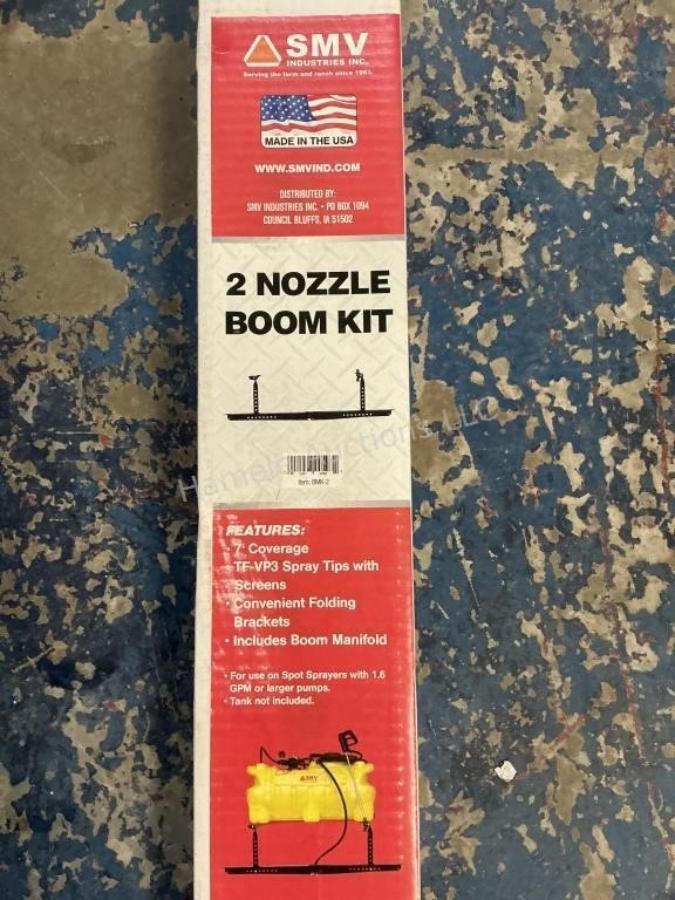 SMV
INDUSTRIES INC.
Serving the farm and ranch since 1961.
MADE IN THE USA
WWW.SMVIND.COM
DISTRIBUTED BY:
SMV INDUSTRIES INC. • PO BOX 1094
COUNCIL BLUFFS, IA 51502
2 NOZZLE
BOOM KIT
Item: BMK-2
FEATURES:
• 7' Coverage
• TF-VP3 Spray Tips with
Screens
• Convenient Folding
Brackets
• Includes Boom Manifold
• For use on Spot Sprayers with 1.6
GPM or larger pumps.
• Tank not included.
SMV